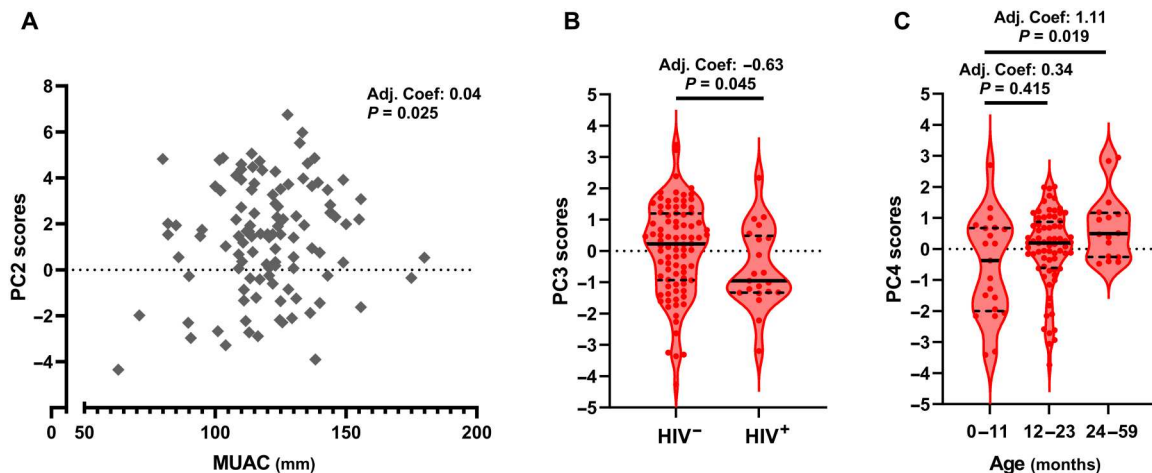 A
Adj. Coef: 0.04
P = 0.025
PC2 scores
8
6
4
2
0
−2
−4
0
50
100
150
200
MUAC (mm)
B
Adj. Coef: −0.63
P = 0.045
PC3 scores
5
4
3
2
1
0
−1
−2
−3
−4
−5
HIV−
HIV+
C
Adj. Coef: 1.11
P = 0.019
Adj. Coef: 0.34
P = 0.415
PC4 scores
5
4
3
2
1
0
−1
−2
−3
−4
−5
0−11
12−23
24−59
Age (months)